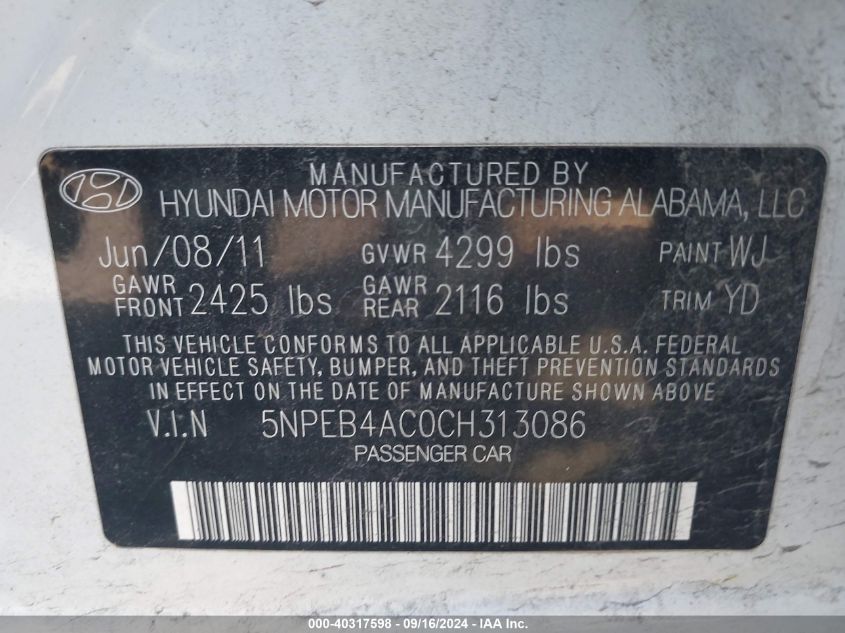 MANUFACTURED BY
HYUNDAI MOTOR MANUFACTURING ALABAMA, LLC
Jun/08/11 GVWR 4299 lbs PAINT WJ
GAWR FRONT 2425 lbs GAWR REAR 2116 lbs TRIM YD
THIS VEHICLE CONFORMS TO ALL APPLICABLE U.S.A. FEDERAL
MOTOR VEHICLE SAFETY, BUMPER, AND THEFT PREVENTION STANDARDS
IN EFFECT ON THE DATE OF MANUFACTURE SHOWN ABOVE
V.I.N 5NPEB4AC0CH313086
PASSENGER CAR
000-40317598 - 09/16/2024 - IAAI.COM